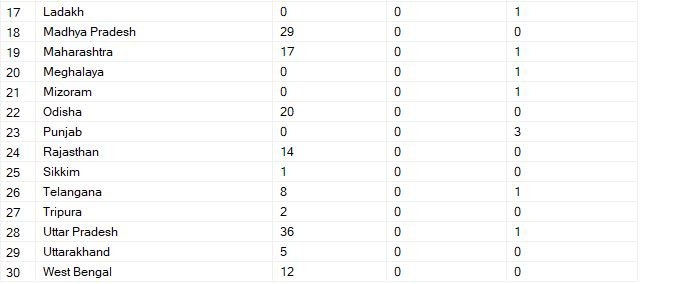 17 Ladakh 0 0 1
18 Madhya Pradesh 29 0 0
19 Maharashtra 17 0 1
20 Meghalaya 0 0 1
21 Mizoram 0 0 1
22 Odisha 20 0 0
23 Punjab 0 0 3
24 Rajasthan 14 0 0
25 Sikkim 1 0 0
26 Telangana 8 0 1
27 Tripura 2 0 0
28 Uttar Pradesh 36 0 1
29 Uttarakhand 5 0 0
30 West Bengal 12 0 0